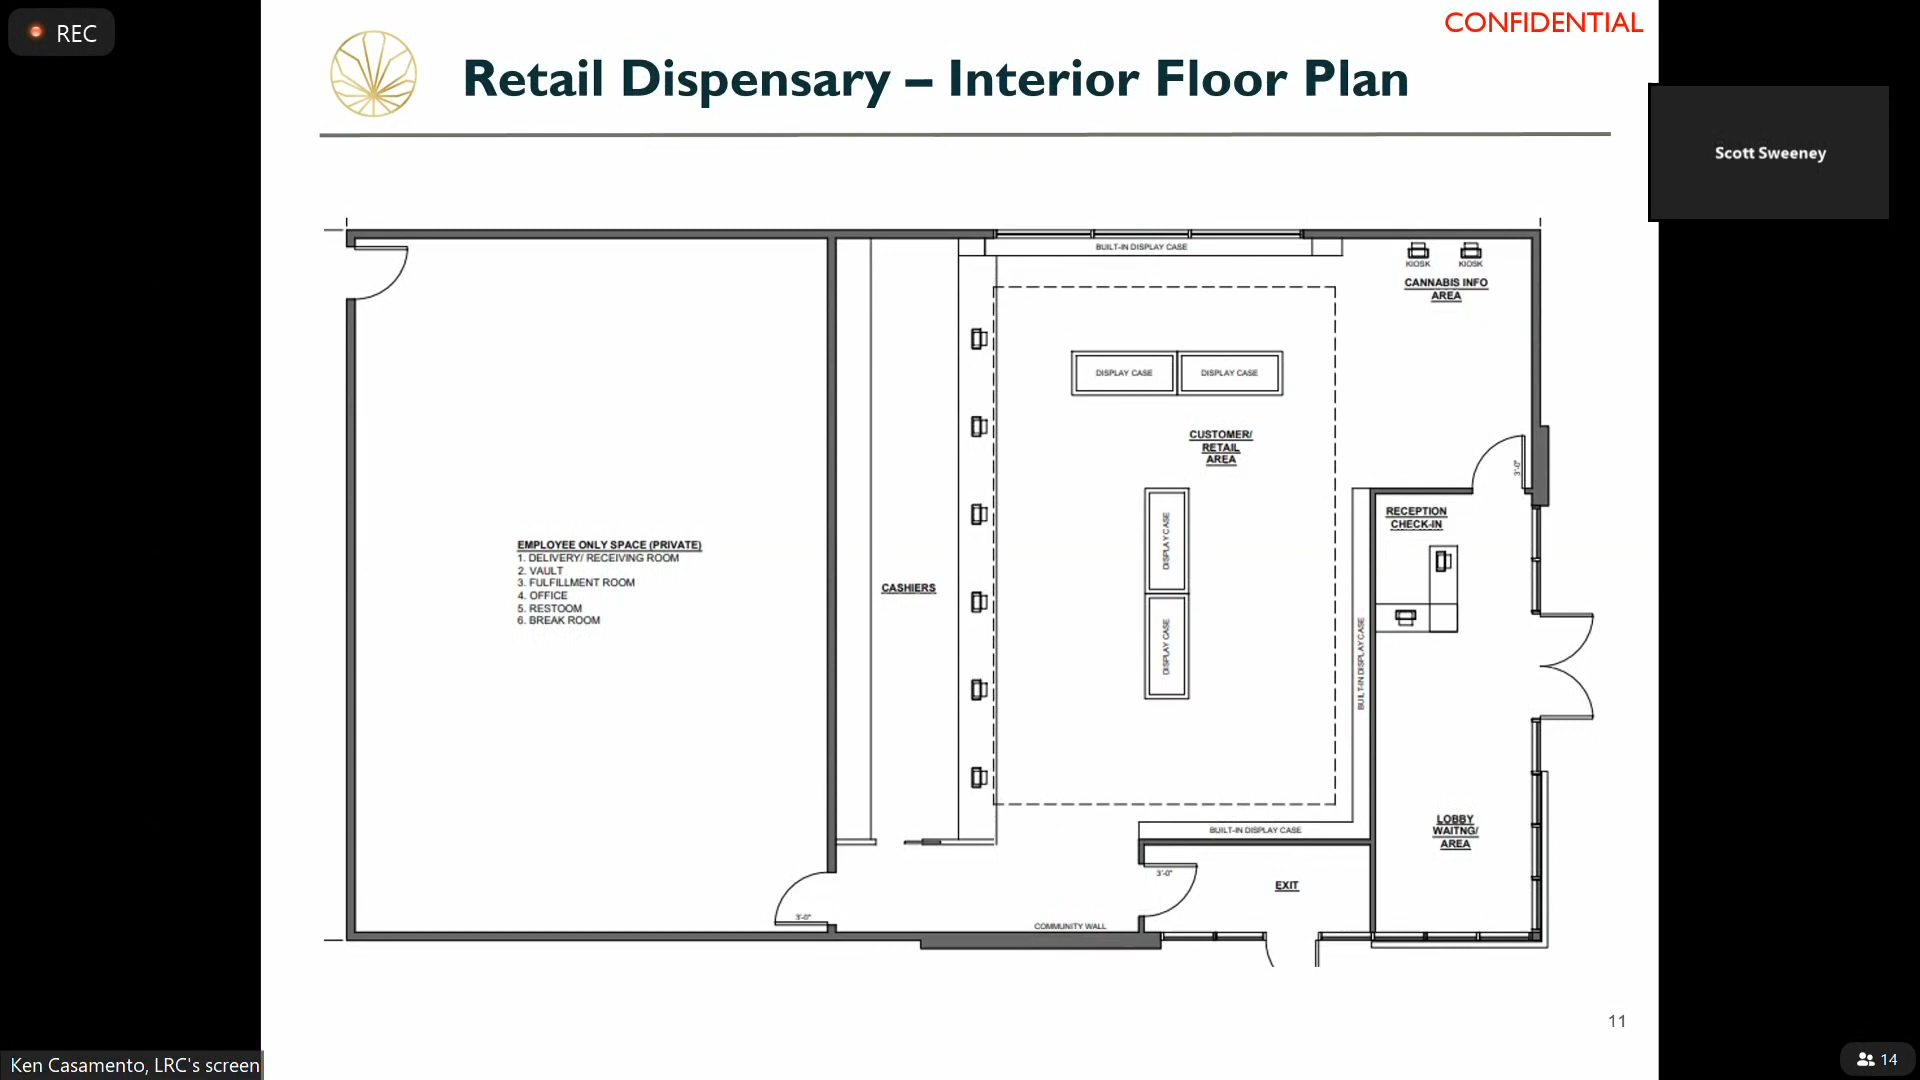 REC
CONFIDENTIAL
Retail Dispensary – Interior Floor Plan
Scott Sweeney
BUILT-IN DISPLAY CASE
KIOSK
KIOSK
CANNABIS INFO
AREA
DISPLAY CASE
DISPLAY CASE
CUSTOMER/
RETAIL
AREA
3'-0"
RECEPTION
CHECK-IN
DISPLAY CASE
EMPLOYEE ONLY SPACE (PRIVATE)
1. DELIVERY/ RECEIVING ROOM
2. VAULT
3. FULFILLMENT ROOM
4. OFFICE
5. RESTOOM
6. BREAK ROOM
CASHIERS
DISPLAY CASE
BUILT-IN DISPLAY CASE
LOBBY
WAITNG/
AREA
BUILT-IN DISPLAY CASE
3'-0"
EXIT
3'-0"
COMMUNITY WALL
11
Ken Casamento, LRC's screen
14